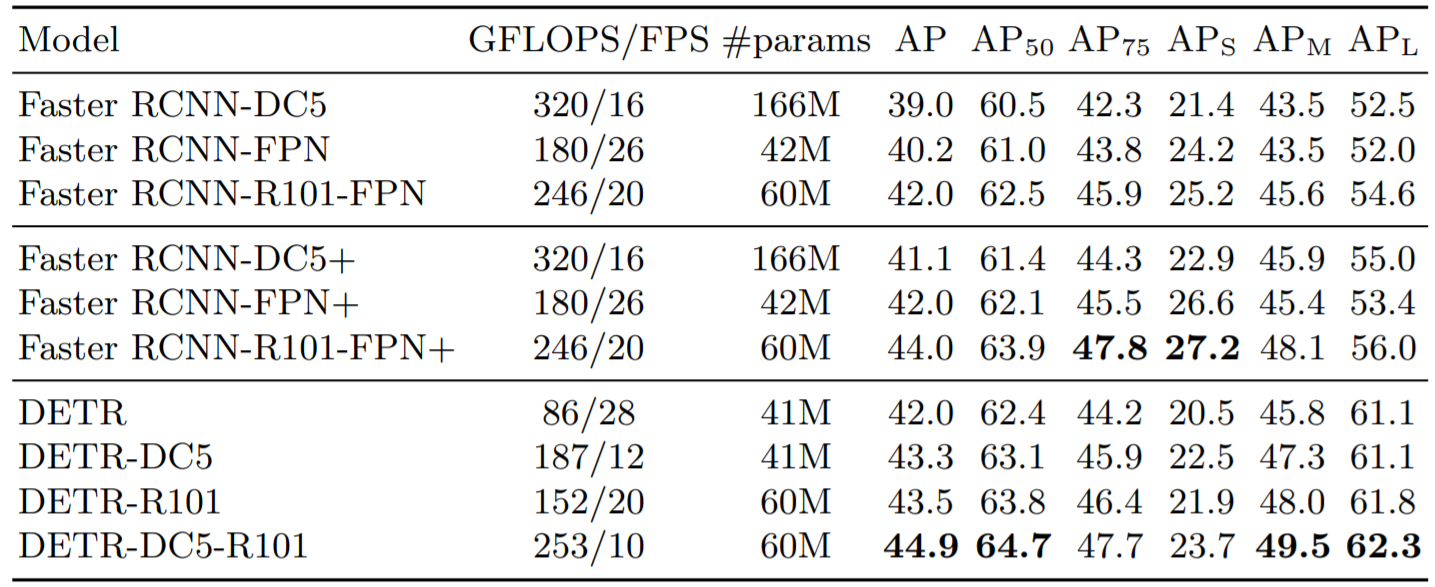 Model GFLOPS/FPS #params AP AP50 AP75 APS APM APL
Faster RCNN-DC5 320/16 166M 39.0 60.5 42.3 21.4 43.5 52.5
Faster RCNN-FPN 180/26 42M 40.2 61.0 43.8 24.2 43.5 52.0
Faster RCNN-R101-FPN 246/20 60M 42.0 62.5 45.9 25.2 45.6 54.6
Faster RCNN-DC5+ 320/16 166M 41.1 61.4 44.3 22.9 45.9 55.0
Faster RCNN-FPN+ 180/26 42M 42.0 62.1 45.5 26.6 45.4 53.4
Faster RCNN-R101-FPN+ 246/20 60M 44.0 63.9 47.8 27.2 48.1 56.0
DETR 86/28 41M 42.0 62.4 44.2 20.5 45.8 61.1
DETR-DC5 187/12 41M 43.3 63.1 45.9 22.5 47.3 61.1
DETR-R101 152/20 60M 43.5 63.8 46.4 21.9 48.0 61.8
DETR-DC5-R101 253/10 60M 44.9 64.7 47.7 23.7 49.5 62.3